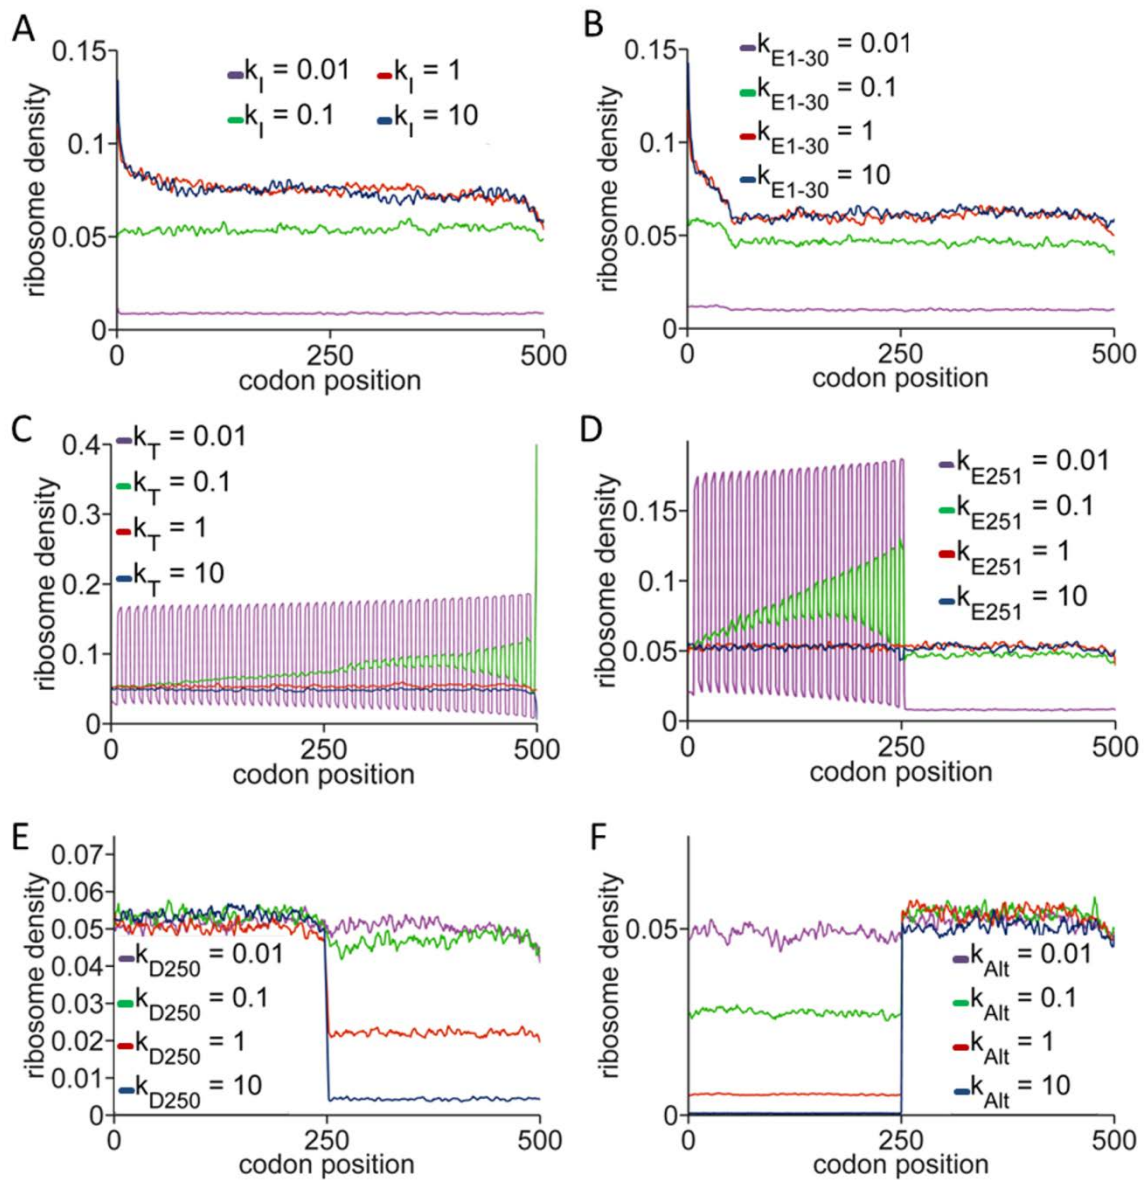 A
0.15
0.1
0.05
0
ribosome density
k_I = 0.01 k_I = 1
k_I = 0.1 k_I = 10
0 250 500
codon position
B
0.15
0.1
0.05
0
ribosome density
k_E1-30 = 0.01
k_E1-30 = 0.1
k_E1-30 = 1
k_E1-30 = 10
0 250 500
codon position
C
0.4
0.3
0.2
0.1
0
ribosome density
k_T = 0.01
k_T = 0.1
k_T = 1
k_T = 10
0 250 500
codon position
D
0.15
0.1
0.05
0
ribosome density
k_E251 = 0.01
k_E251 = 0.1
k_E251 = 1
k_E251 = 10
0 250 500
codon position
E
0.07
0.06
0.05
0.04
0.03
0.02
0.01
0
ribosome density
k_D250 = 0.01
k_D250 = 0.1
k_D250 = 1
k_D250 = 10
0 250 500
codon position
F
0.05
0
ribosome density
k_Alt = 0.01
k_Alt = 0.1
k_Alt = 1
k_Alt = 10
0 250 500
codon position